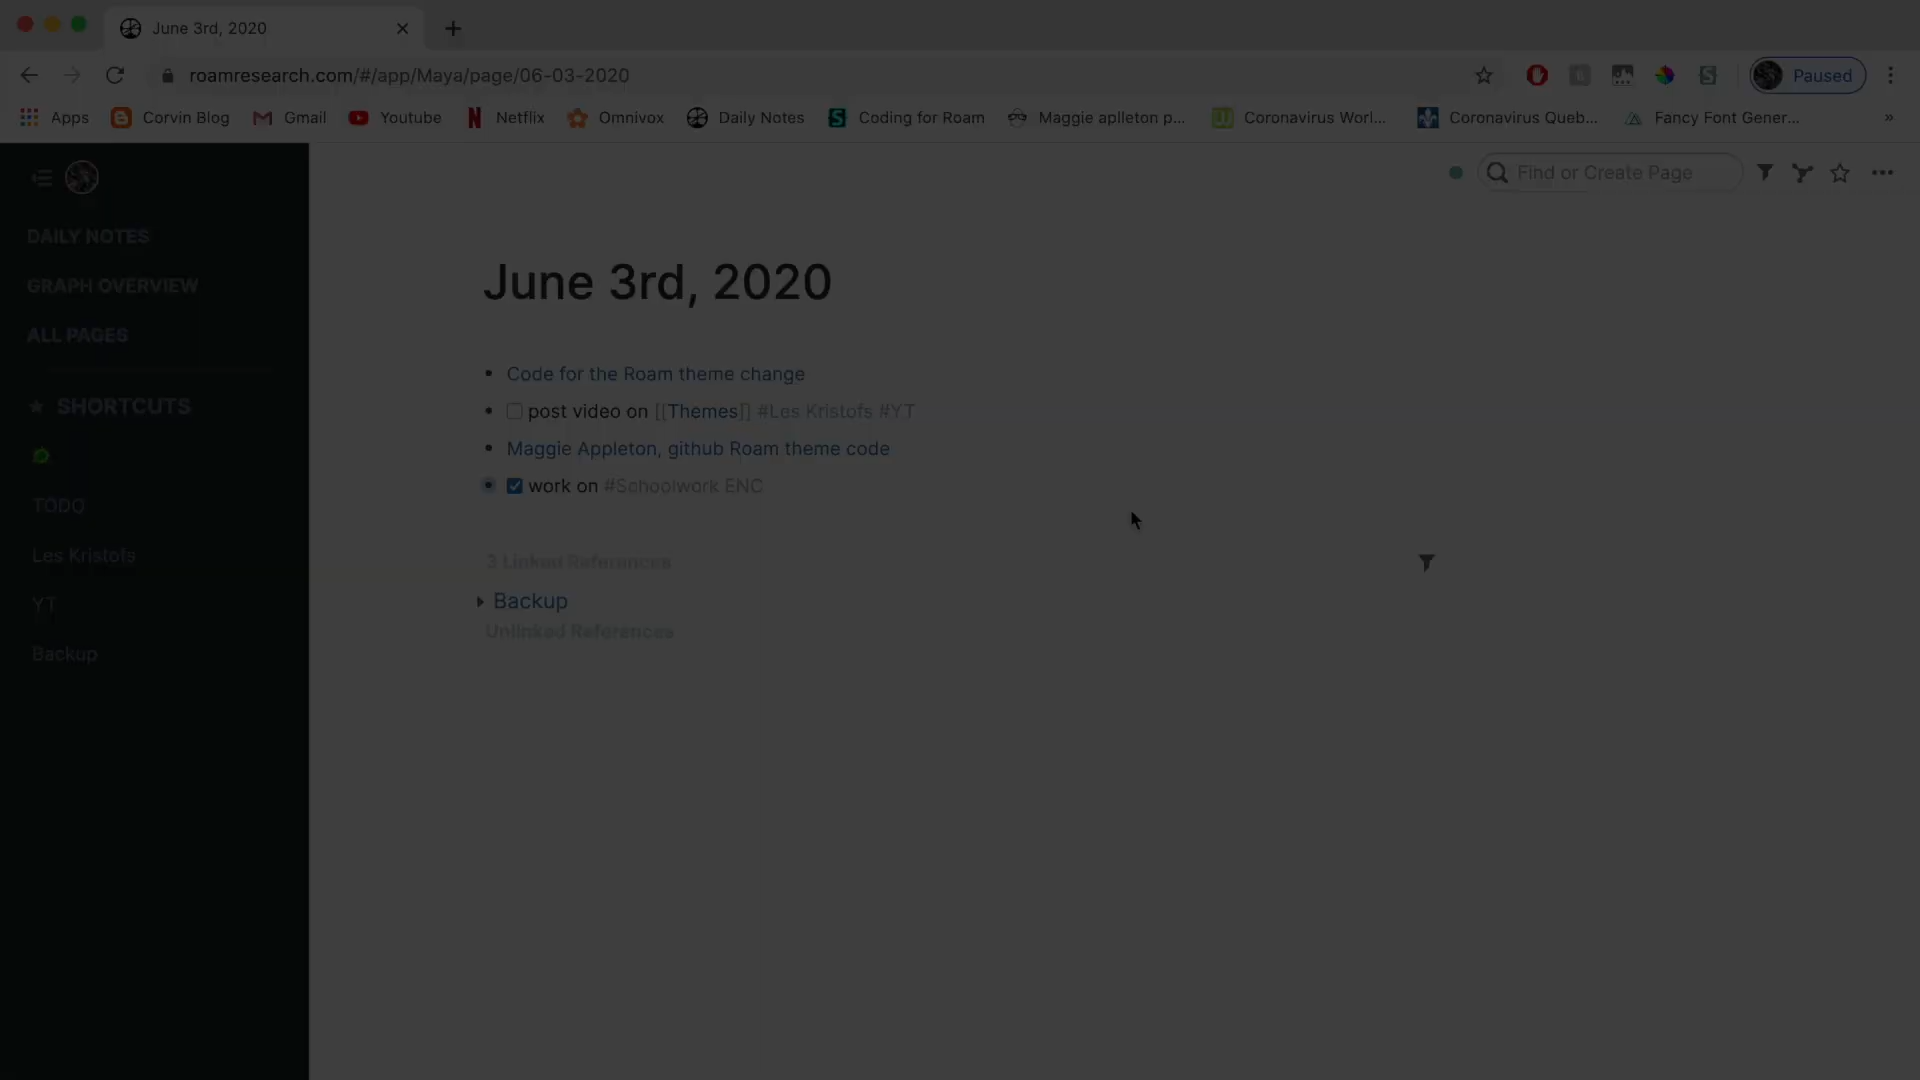 June 3rd, 2020
roamresearch.com/#/app/Maya/page/06-03-2020
Paused
Apps Corvin Blog Gmail Youtube Netflix Omnivox Daily Notes Coding for Roam Maggie aplleton p... Coronavirus Worl... Coronavirus Queb... Fancy Font Gener... »
Find or Create Page
DAILY NOTES
GRAPH OVERVIEW
ALL PAGES
SHORTCUTS
TODO
Les Kristofs
YT
Backup
June 3rd, 2020
Code for the Roam theme change
post video on [[Themes]] #Les Kristofs #YT
Maggie Appleton, github Roam theme code
work on #Schoolwork ENC
3 Linked References
Backup
Unlinked References